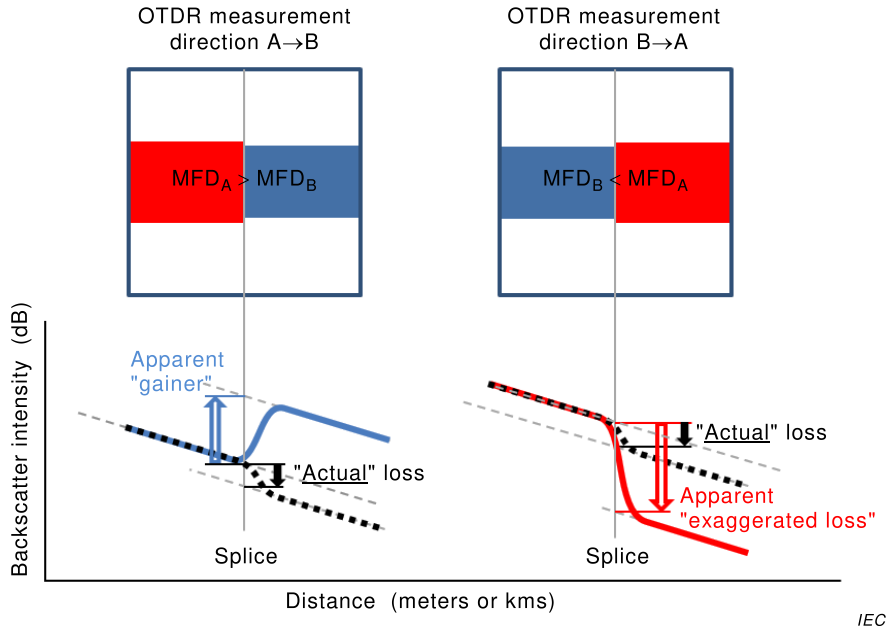 OTDR measurement
direction A→B
OTDR measurement
direction B→A
MFDA > MFDB
MFDB < MFDA
Backscatter intensity (dB)
Apparent
"gainer"
"Actual" loss
"Actual" loss
Apparent
"exaggerated loss"
Splice
Splice
Distance (meters or kms)
IEC